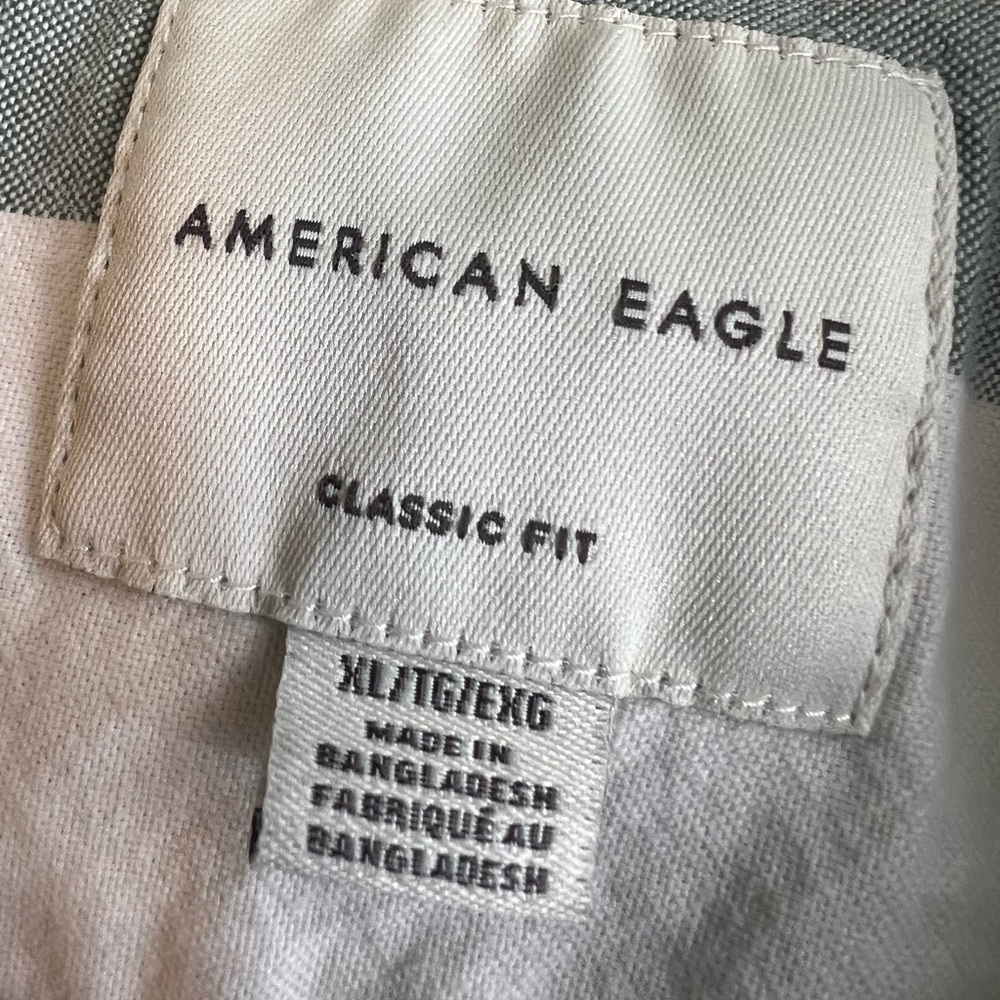 AMERICAN EAGLE
CLASSIC FIT
XL/TG/EXG
MADE IN
BANGLADESH
FABRIQUÉ AU
BANGLADESH